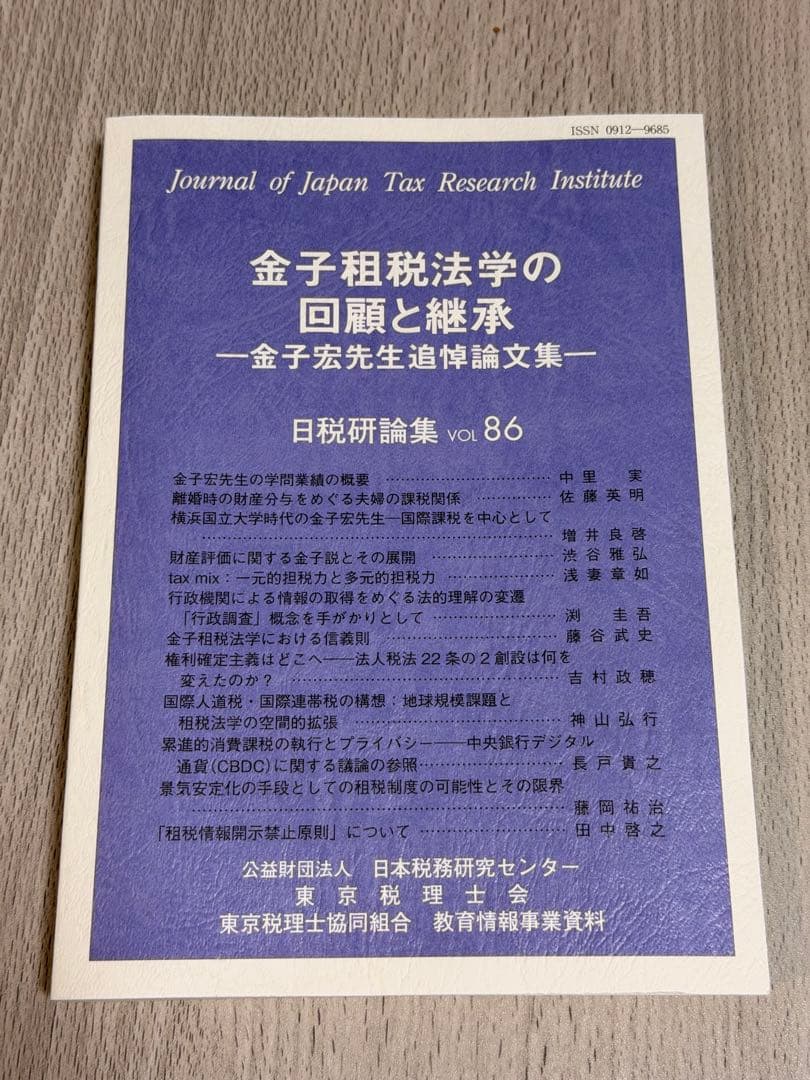 ISSN 0912—9685
Journal of Japan Tax Research Institute
金子租税法学の
回顧と継承
—金子宏先生追悼論文集—
日税研論集 VOL 86
金子宏先生の学問業績の概要 …………………………… 中里 実
離婚時の財産分与をめぐる夫婦の課税関係 …………… 佐藤英明
横浜国立大学時代の金子宏先生—国際課税を中心として
…………………………………………………………… 増井良啓
財産評価に関する金子説とその展開 …………………… 渋谷雅弘
tax mix：一元的担税力と多元的担税力 ………………… 浅妻章如
行政機関による情報の取得をめぐる法的理解の変遷
「行政調査」概念を手がかりとして …………………… 渕 圭吾
金子租税法学における信義則 …………………………… 藤谷武史
権利確定主義はどこへ——法人税法22条の2創設は何を
変えたのか？ …………………………………………… 吉村政穂
国際人道税・国際連帯税の構想：地球規模課題と
租税法学の空間的拡張 ………………………………… 神山弘行
累進的消費課税の執行とプライバシー——中央銀行デジタル
通貨(CBDC)に関する議論の参照……………………… 長戸貴之
景気安定化の手段としての租税制度の可能性とその限界
…………………………………………………………… 藤岡祐治
「租税情報開示禁止原則」について …………………… 田中啓之
公益財団法人 日本税務研究センター
東京税理士会
東京税理士協同組合 教育情報事業資料